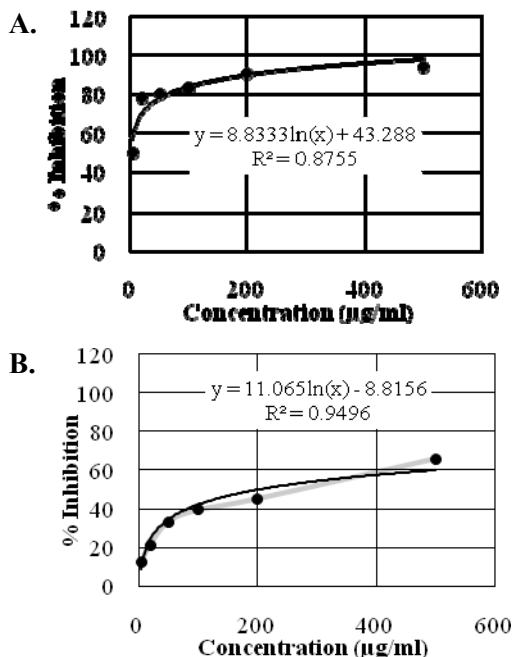 A.
120
100
80
60
40
20
0
% Inhibition
y = 8.8333ln(x) + 43.288
R² = 0.8755
0 200 400 600
Concentration (µg/ml)
B.
120
100
80
60
40
20
0
% Inhibition
y = 11.065ln(x) - 8.8156
R² = 0.9496
0 200 400 600
Concentration (µg/ml)